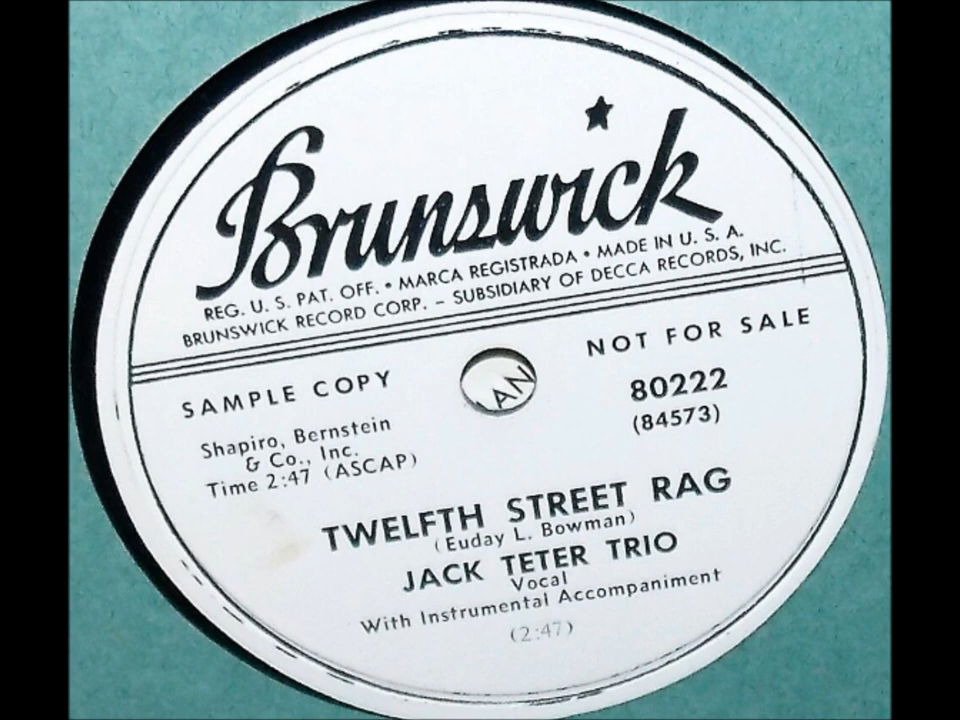 Brunswick
REG. U. S. PAT. OFF. • MARCA REGISTRADA • MADE IN U. S. A.
BRUNSWICK RECORD CORP. – SUBSIDIARY OF DECCA RECORDS, INC.
SAMPLE COPY
NOT FOR SALE
Shapiro, Bernstein
& Co., Inc.
Time 2:47 (ASCAP)
80222
(84573)
AN
TWELFTH STREET RAG
(Euday L. Bowman)
JACK TETER TRIO
Vocal
With Instrumental Accompaniment
(2:47)